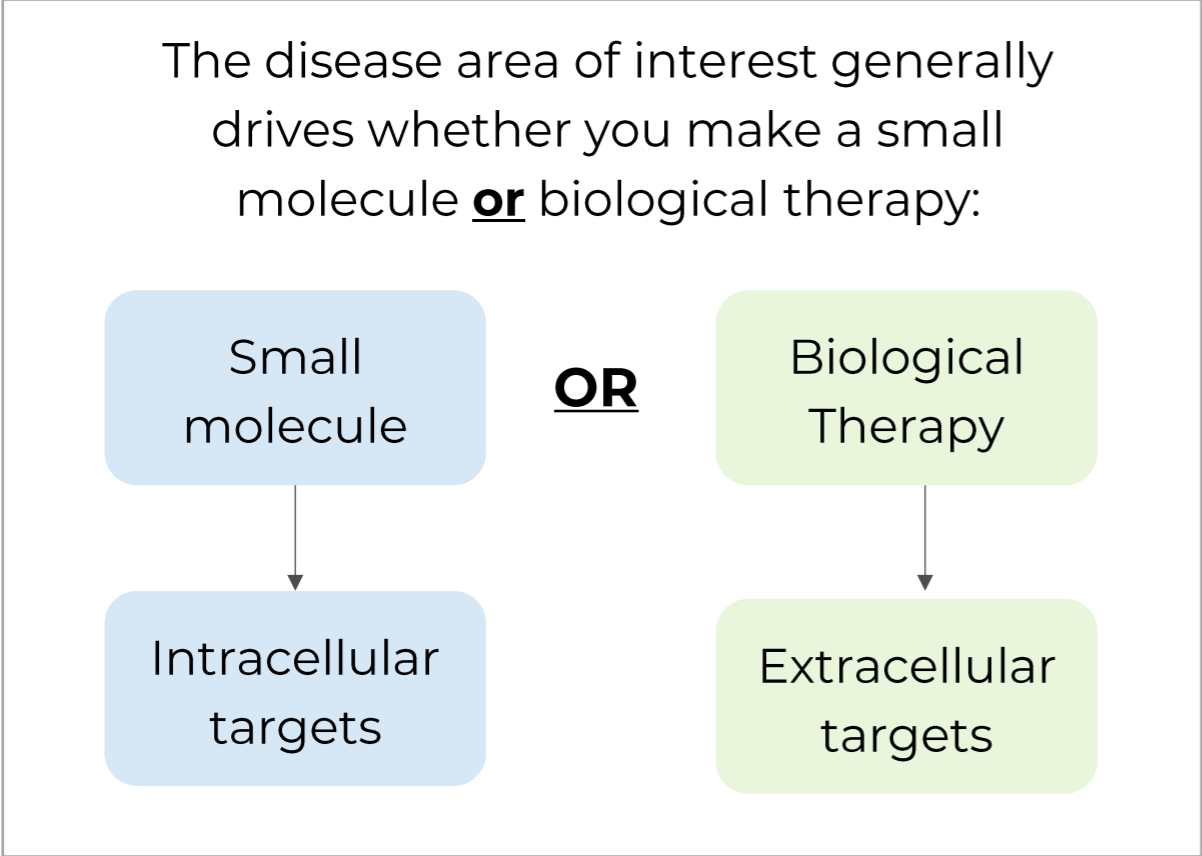 The disease area of interest generally
drives whether you make a small
molecule or biological therapy:
Small
molecule
OR
Biological
Therapy
Intracellular
targets
Extracellular
targets